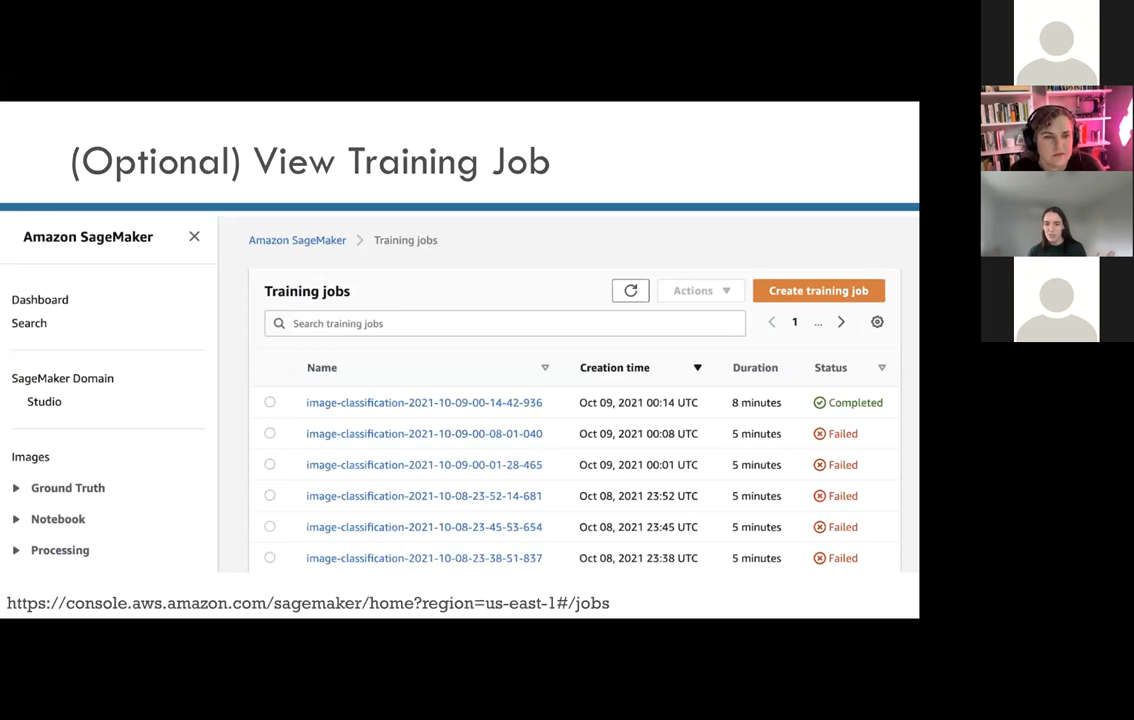 (Optional) View Training Job
Amazon SageMaker
Dashboard
Search
SageMaker Domain
Studio
Images
Ground Truth
Notebook
Processing
Amazon SageMaker Training jobs
Training jobs
Actions
Create training job
Search training jobs
1 ...
Name Creation time Duration Status
image-classification-2021-10-09-00-14-42-936 Oct 09, 2021 00:14 UTC 8 minutes Completed
image-classification-2021-10-09-00-08-01-040 Oct 09, 2021 00:08 UTC 5 minutes Failed
image-classification-2021-10-09-00-01-28-465 Oct 09, 2021 00:01 UTC 5 minutes Failed
image-classification-2021-10-08-23-52-14-681 Oct 08, 2021 23:52 UTC 5 minutes Failed
image-classification-2021-10-08-23-45-53-654 Oct 08, 2021 23:45 UTC 5 minutes Failed
image-classification-2021-10-08-23-38-51-837 Oct 08, 2021 23:38 UTC 5 minutes Failed
https://console.aws.amazon.com/sagemaker/home?region=us-east-1#/jobs